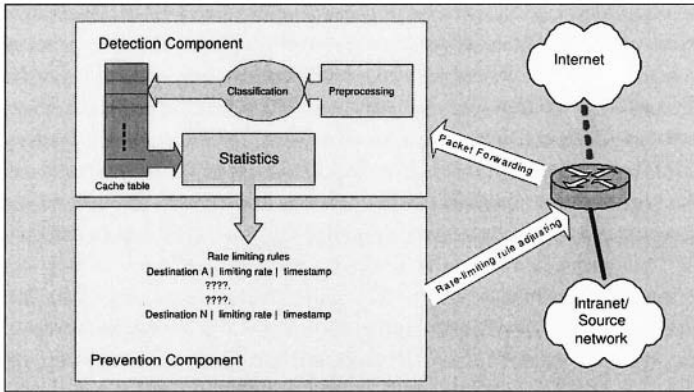 Detection Component
Classification
Preprocessing
Statistics
Cache table
Rate limiting rules
Destination A | limiting rate | timestamp
????.
????.
Destination N | limiting rate | timestamp
Prevention Component
Internet
Packet Forwarding
Rate-limiting rule adjusting
Intranet/
Source
network